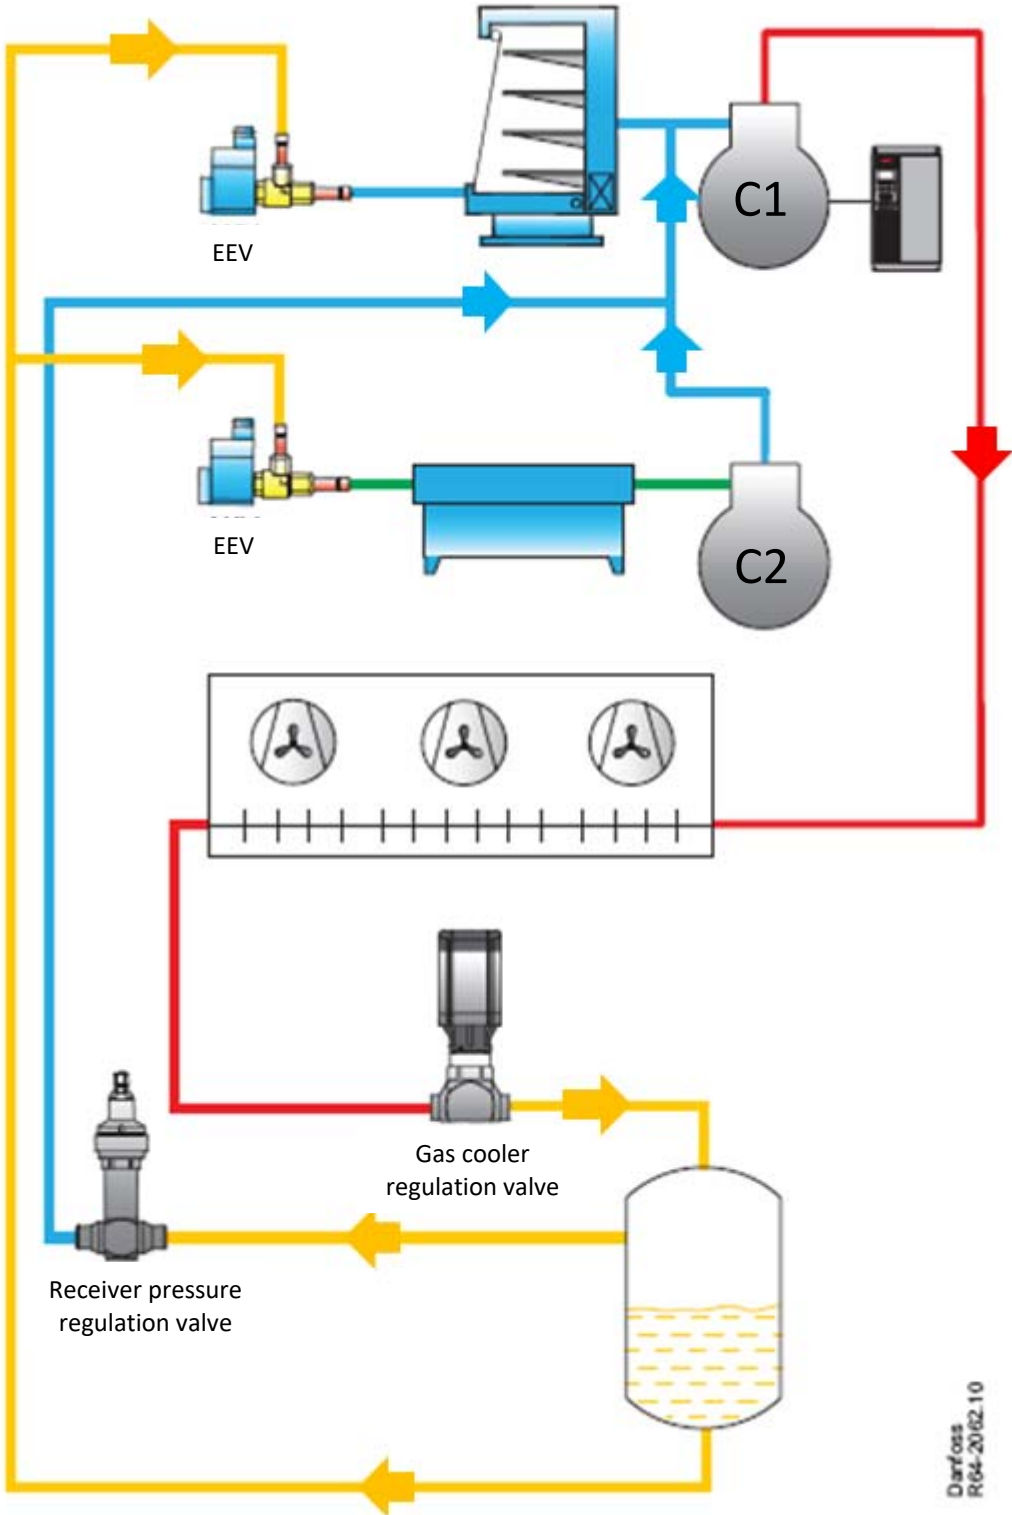 C1
EEV
EEV
C2
Gas cooler
regulation valve
Receiver pressure
regulation valve
Danfoss
R64-2062.10